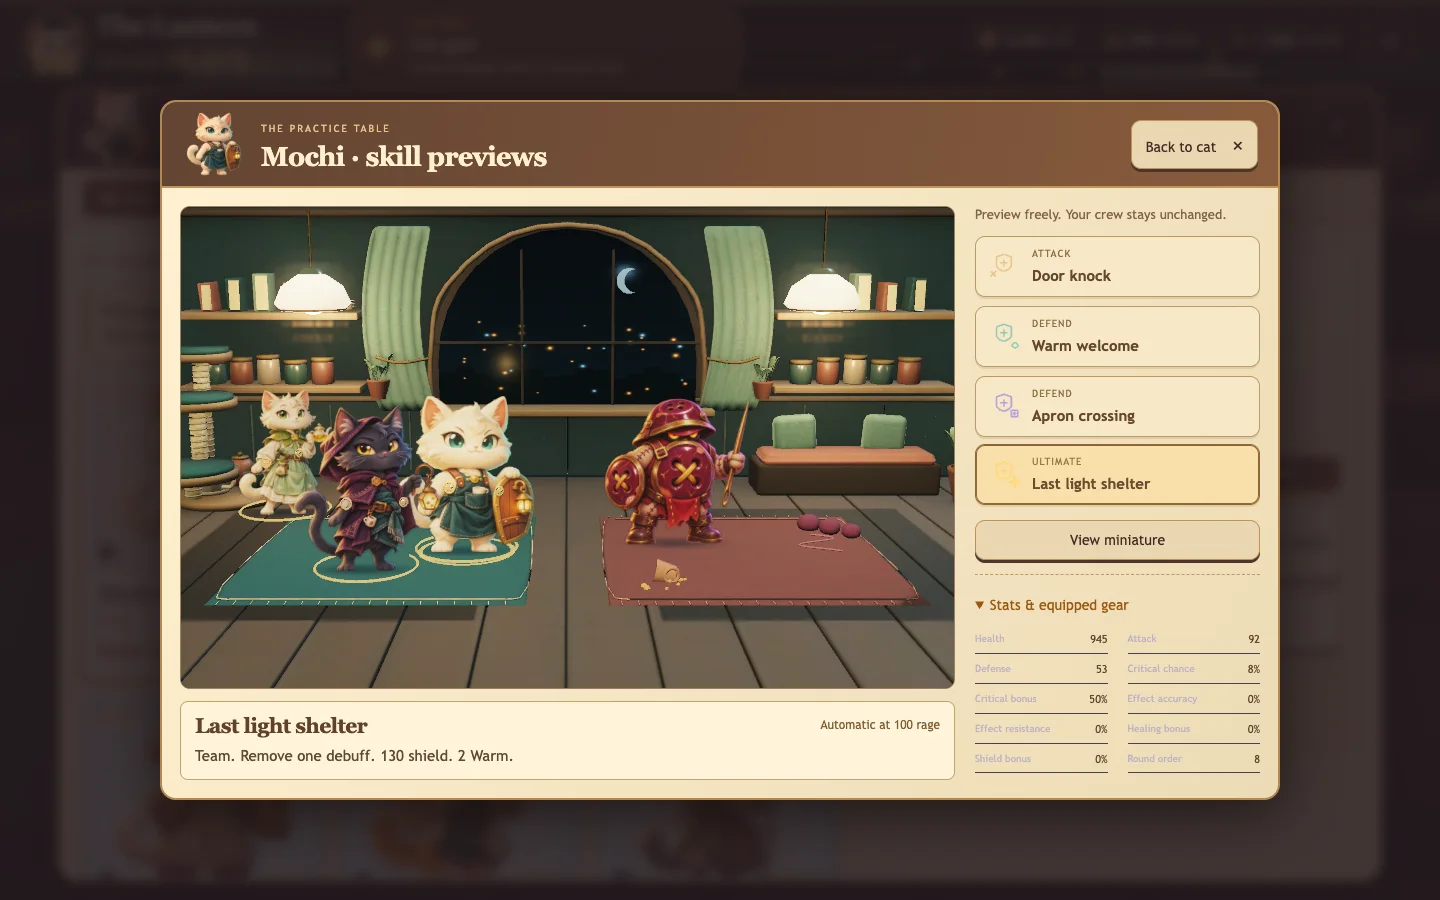 THE PRACTICE TABLE
Mochi · skill previews
Back to cat ×
Preview freely. Your crew stays unchanged.
ATTACK
Door knock
DEFEND
Warm welcome
DEFEND
Apron crossing
ULTIMATE
Last light shelter
View miniature
▼ Stats & equipped gear
Health 945 Attack 92
Defense 53 Critical chance 8%
Critical bonus 50% Effect accuracy 0%
Effect resistance 0% Healing bonus 0%
Shield bonus 0% Round order 8
Last light shelter Automatic at 100 rage
Team. Remove one debuff. 130 shield. 2 Warm.